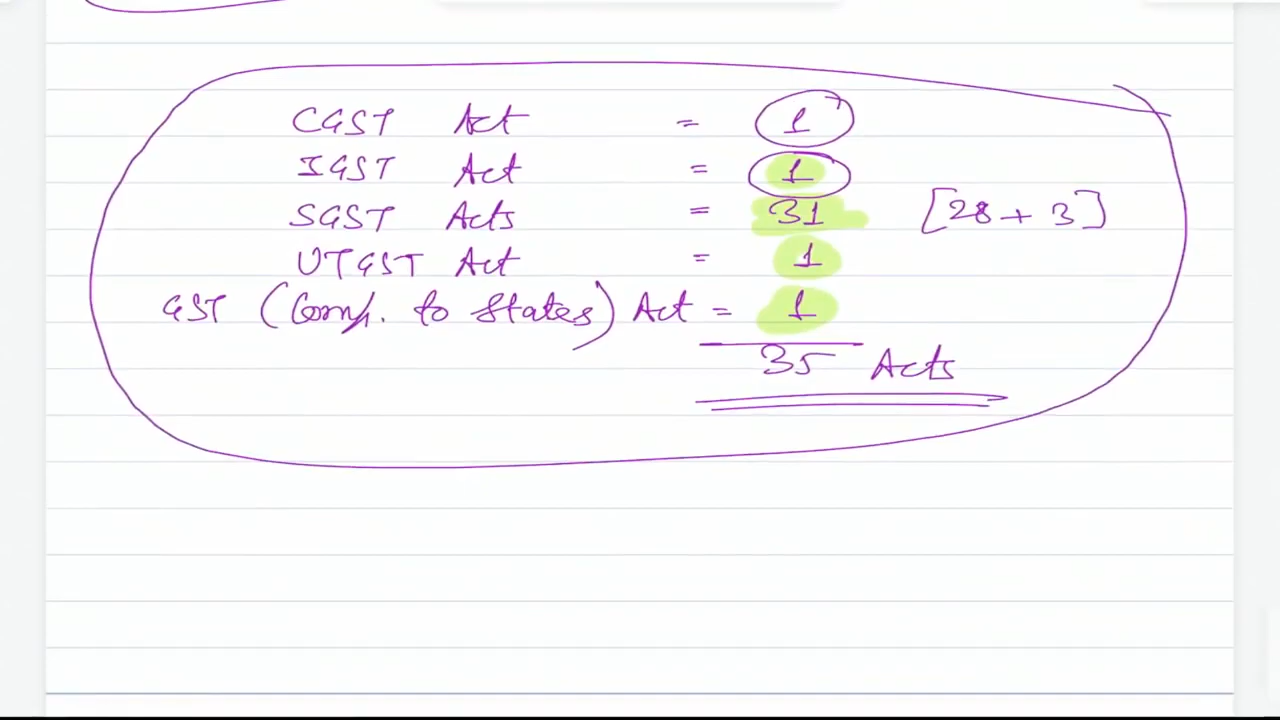 CGST Act = 1
IGST Act = 1
SGST Acts = 31 [28 + 3]
UTGST Act = 1
GST (Comp. to States) Act = 1
35 Acts